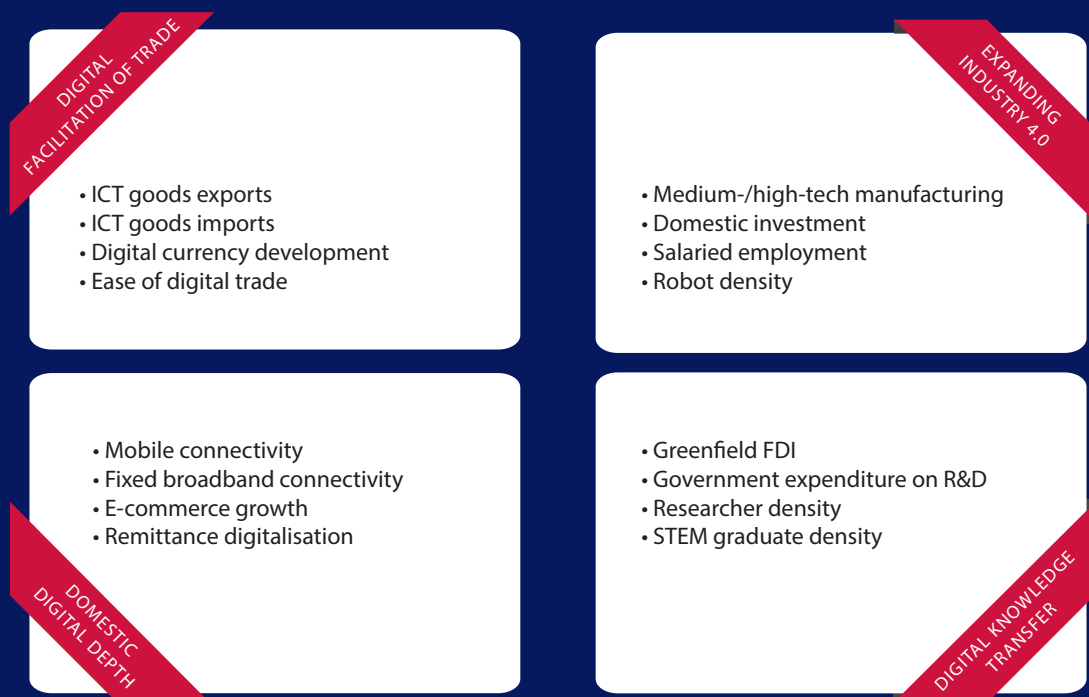 DIGITAL
FACILITATION OF TRADE
• ICT goods exports
• ICT goods imports
• Digital currency development
• Ease of digital trade
EXPANDING
INDUSTRY 4.0
• Medium-/high-tech manufacturing
• Domestic investment
• Salaried employment
• Robot density
• Mobile connectivity
• Fixed broadband connectivity
• E-commerce growth
• Remittance digitalisation
DOMESTIC
DIGITAL DEPTH
• Greenfield FDI
• Government expenditure on R&D
• Researcher density
• STEM graduate density
DIGITAL KNOWLEDGE
TRANSFER